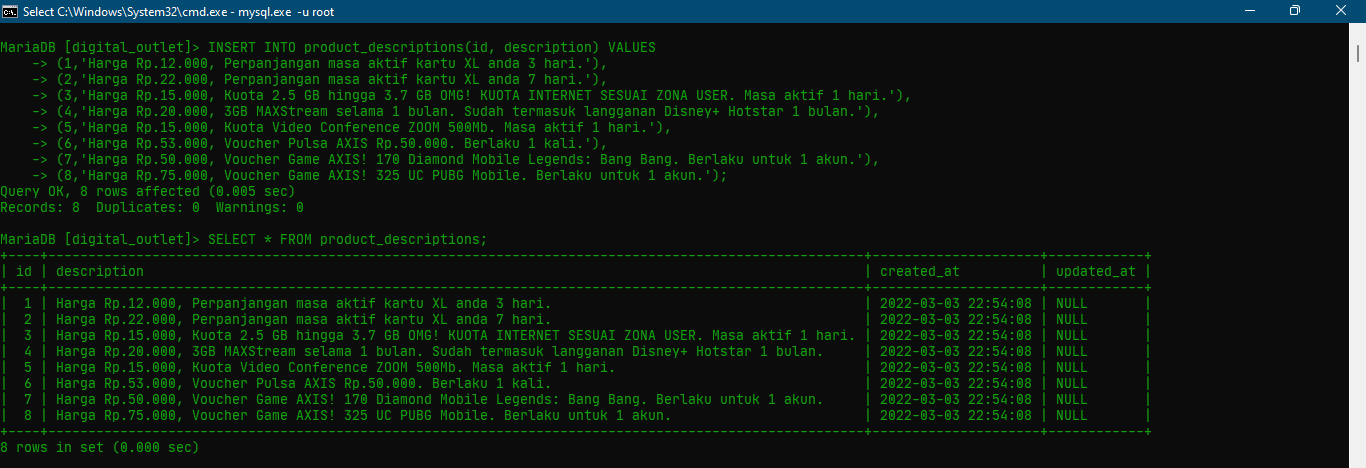 Select C:\Windows\System32\cmd.exe - mysql.exe -u root
MariaDB [digital_outlet]> INSERT INTO product_descriptions(id, description) VALUES
    -> (1,'Harga Rp.12.000, Perpanjangan masa aktif kartu XL anda 3 hari.'),
    -> (2,'Harga Rp.22.000, Perpanjangan masa aktif kartu XL anda 7 hari.'),
    -> (3,'Harga Rp.15.000, Kuota 2.5 GB hingga 3.7 GB OMG! KUOTA INTERNET SESUAI ZONA USER. Masa aktif 1 hari.'),
    -> (4,'Harga Rp.20.000, 3GB MAXStream selama 1 bulan. Sudah termasuk langganan Disney+ Hotstar 1 bulan.'),
    -> (5,'Harga Rp.15.000, Kuota Video Conference ZOOM 500Mb. Masa aktif 1 hari.'),
    -> (6,'Harga Rp.53.000, Voucher Pulsa AXIS Rp.50.000. Berlaku 1 kali.'),
    -> (7,'Harga Rp.50.000, Voucher Game AXIS! 170 Diamond Mobile Legends: Bang Bang. Berlaku untuk 1 akun.'),
    -> (8,'Harga Rp.75.000, Voucher Game AXIS! 325 UC PUBG Mobile. Berlaku untuk 1 akun.');
Query OK, 8 rows affected (0.005 sec)
Records: 8  Duplicates: 0  Warnings: 0
MariaDB [digital_outlet]> SELECT * FROM product_descriptions;
| id | description | created_at | updated_at |
| 1 | Harga Rp.12.000, Perpanjangan masa aktif kartu XL anda 3 hari. | 2022-03-03 22:54:08 | NULL |
| 2 | Harga Rp.22.000, Perpanjangan masa aktif kartu XL anda 7 hari. | 2022-03-03 22:54:08 | NULL |
| 3 | Harga Rp.15.000, Kuota 2.5 GB hingga 3.7 GB OMG! KUOTA INTERNET SESUAI ZONA USER. Masa aktif 1 hari. | 2022-03-03 22:54:08 | NULL |
| 4 | Harga Rp.20.000, 3GB MAXStream selama 1 bulan. Sudah termasuk langganan Disney+ Hotstar 1 bulan. | 2022-03-03 22:54:08 | NULL |
| 5 | Harga Rp.15.000, Kuota Video Conference ZOOM 500Mb. Masa aktif 1 hari. | 2022-03-03 22:54:08 | NULL |
| 6 | Harga Rp.53.000, Voucher Pulsa AXIS Rp.50.000. Berlaku 1 kali. | 2022-03-03 22:54:08 | NULL |
| 7 | Harga Rp.50.000, Voucher Game AXIS! 170 Diamond Mobile Legends: Bang Bang. Berlaku untuk 1 akun. | 2022-03-03 22:54:08 | NULL |
| 8 | Harga Rp.75.000, Voucher Game AXIS! 325 UC PUBG Mobile. Berlaku untuk 1 akun. | 2022-03-03 22:54:08 | NULL |
8 rows in set (0.000 sec)